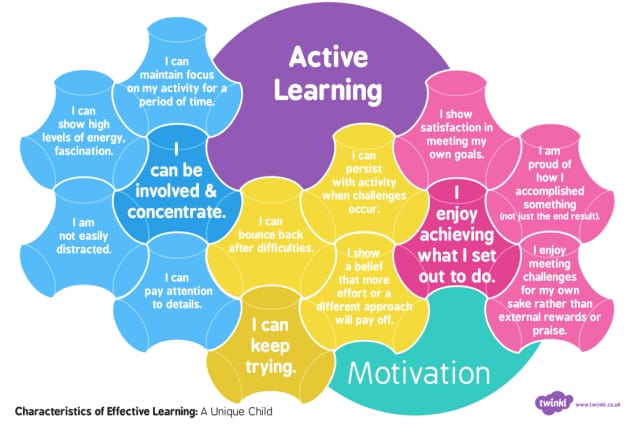 Active
Learning
I can
maintain focus
on my activity for a
period of time.
I can
show high
levels of energy,
fascination.
I
can be
involved &
concentrate.
I am
not easily
distracted.
I can
pay attention
to details.
I can
persist
with activity
when challenges
occur.
I can
bounce back
after difficulties.
I show
a belief
that more
effort or a
different approach
will pay off.
I can
keep
trying.
I show
satisfaction in
meeting my
own goals.
I am
proud of
how I
accomplished
something
(not just the end result).
I
enjoy
achieving
what I set
out to do.
I enjoy
meeting
challenges
for my own
sake rather than
external rewards or
praise.
Motivation
Characteristics of Effective Learning: A Unique Child
twinkl
www.twinkl.co.uk